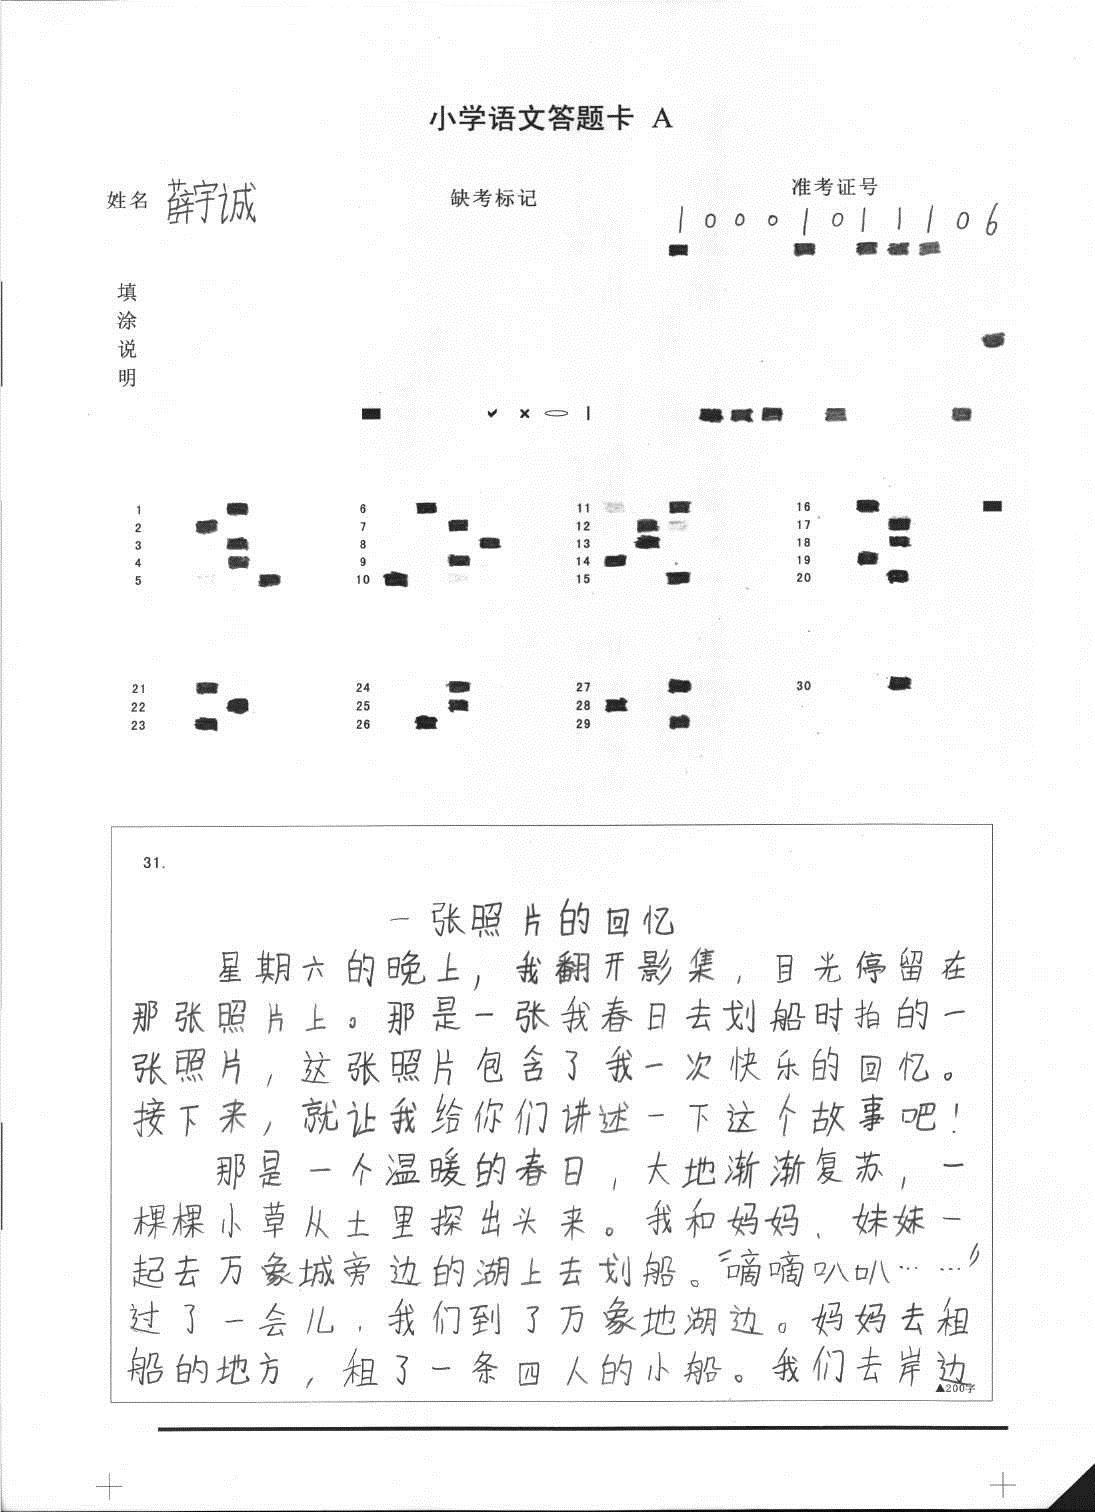 小学语文答题卡 A
姓名 薛宇诚
缺考标记
准考证号
1 0 0 0 1 0 1 1 1 0 6
填涂说明
1 6 11 16
2 7 12 17
3 8 13 18
4 9 14 19
5 10 15 20
21 24 27 30
22 25 28
23 26 29
31.
一张照片的回忆
星期六的晚上，我翻开影集，目光停留在
那张照片上。那是一张我春日去划船时拍的一
张照片，这张照片包含了我一次快乐的回忆。
接下来，就让我给你们讲述一下这个故事吧！
那是一个温暖的春日，大地渐渐复苏，一
棵棵小草从土里探出头来。我和妈妈、妹妹一
起去万象城旁边的湖上去划船。“嘀嘀叭叭……”
过了一会儿，我们到了万象地湖边。妈妈去租
船的地方，租了一条四人的小船。我们去岸边
▲200字